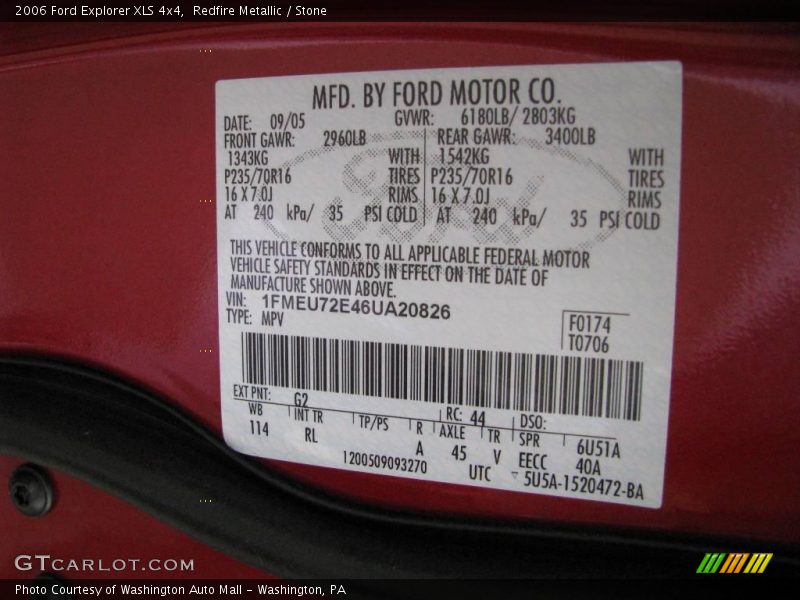 2006 Ford Explorer XLS 4x4, Redfire Metallic / Stone
MFD. BY FORD MOTOR CO.
DATE: 09/05 GVWR: 6180LB/ 2803KG
FRONT GAWR: 2960LB REAR GAWR: 3400LB
1343KG WITH 1542KG WITH
P235/70R16 TIRES P235/70R16 TIRES
16 X 7.0J RIMS 16 X 7.0J RIMS
AT 240 kPa/ 35 PSI COLD AT 240 kPa/ 35 PSI COLD
Ford
THIS VEHICLE CONFORMS TO ALL APPLICABLE FEDERAL MOTOR
VEHICLE SAFETY STANDARDS IN EFFECT ON THE DATE OF
MANUFACTURE SHOWN ABOVE.
VIN: 1FMEU72E46UA20826
TYPE: MPV
F0174
T0706
EXT PNT: G2 RC: 44 DSO:
WB INT TR TP/PS R AXLE TR SPR 6U51A
114 RL A 45 V EECC 40A
1200509093270 UTC ▽ 5U5A-1520472-BA
GTCARLOT.COM
Photo Courtesy of Washington Auto Mall - Washington, PA